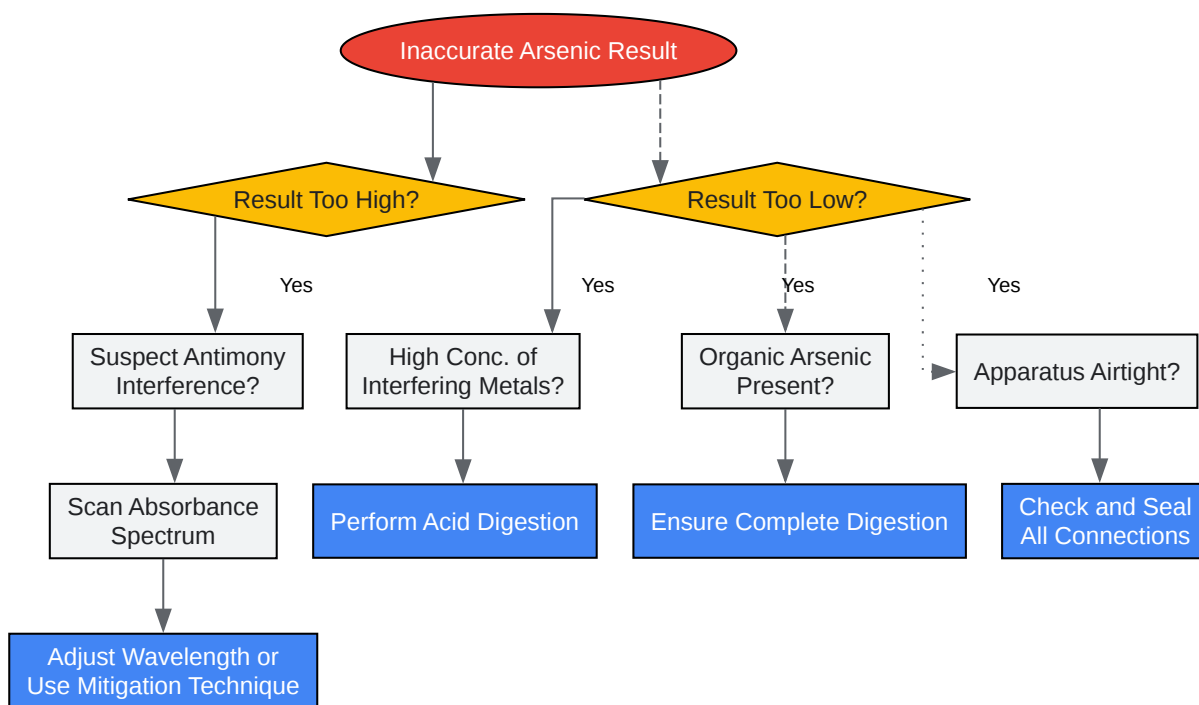 Inaccurate Arsenic Result
Result Too High?
Result Too Low?
Yes
Yes
Yes
Yes
Suspect Antimony
Interference?
High Conc. of
Interfering Metals?
Organic Arsenic
Present?
Apparatus Airtight?
Scan Absorbance
Spectrum
Perform Acid Digestion
Ensure Complete Digestion
Check and Seal
All Connections
Adjust Wavelength or
Use Mitigation Technique